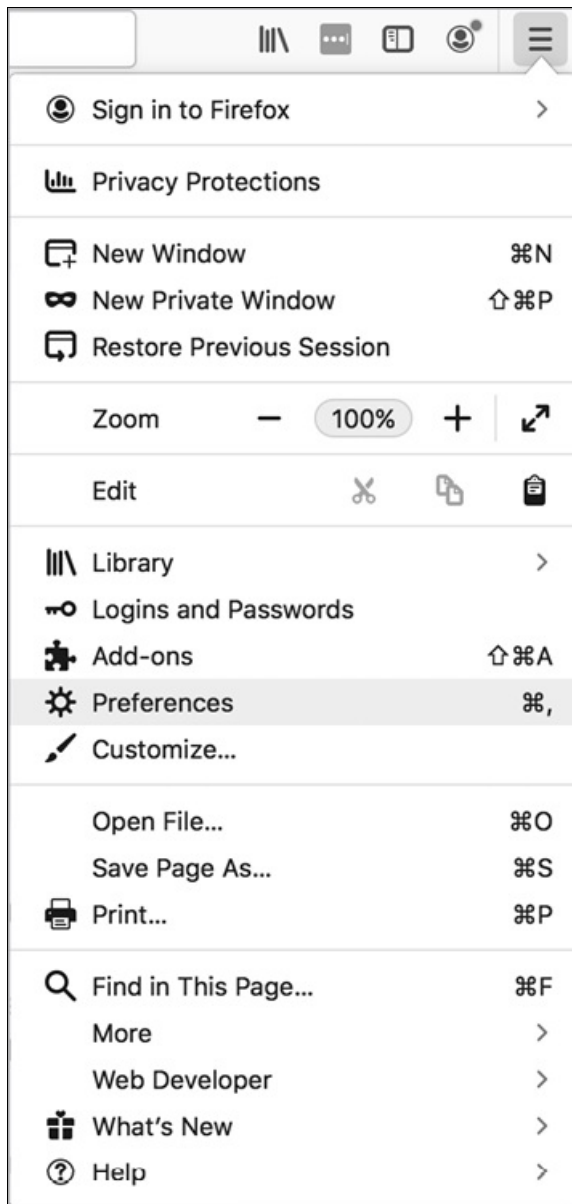 Sign in to Firefox
Privacy Protections
New Window ⌘N
New Private Window ⇧⌘P
Restore Previous Session
Zoom − 100% +
Edit
Library
Logins and Passwords
Add-ons ⇧⌘A
Preferences ⌘,
Customize...
Open File... ⌘O
Save Page As... ⌘S
Print... ⌘P
Find in This Page... ⌘F
More
Web Developer
What's New
Help